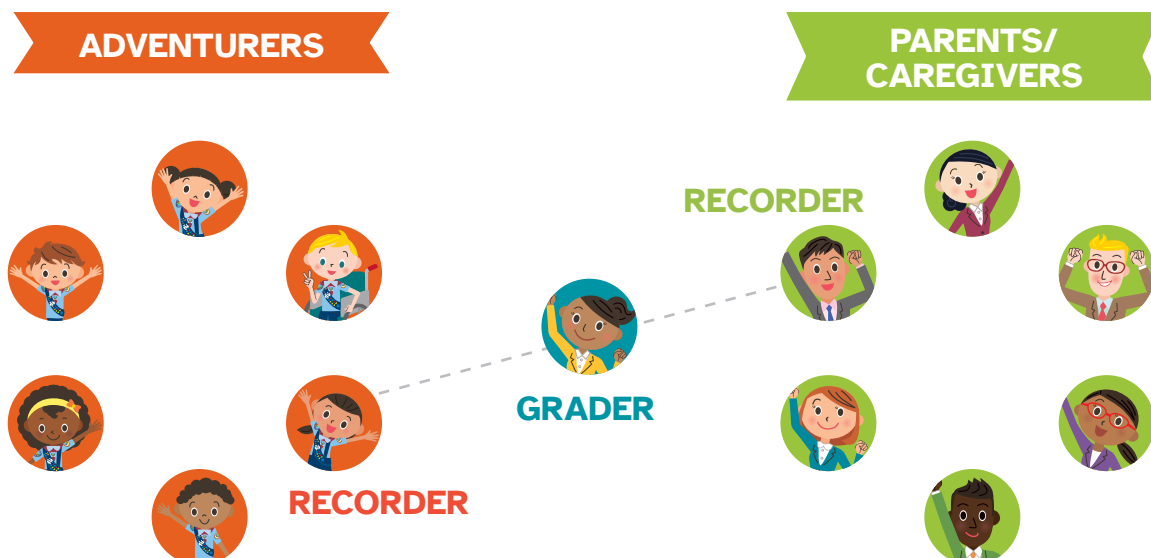 ADVENTURERS
PARENTS/
CAREGIVERS
RECORDER
GRADER
RECORDER